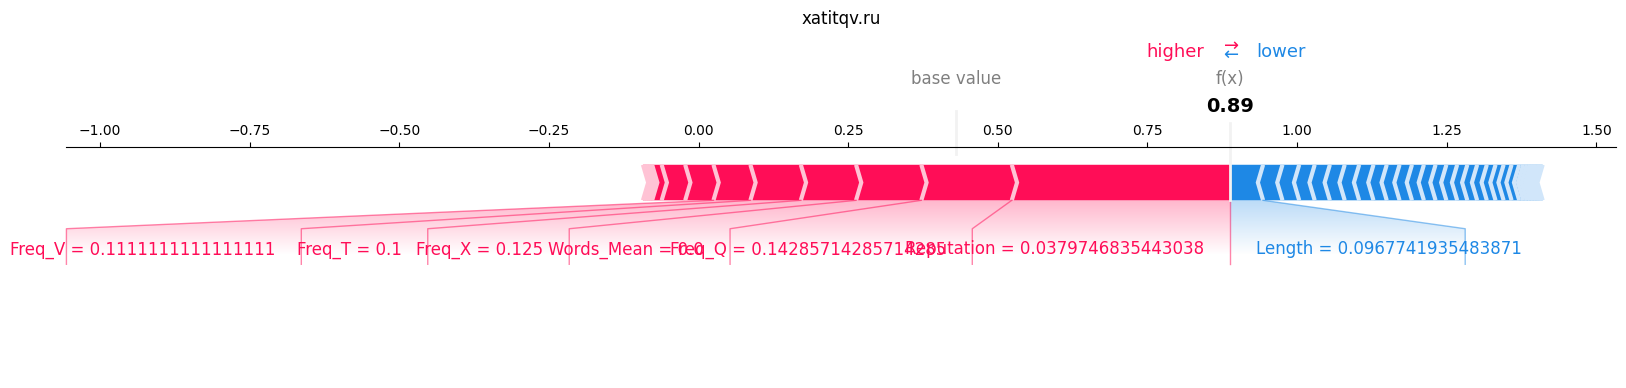 xatitqv.ru
higher ⇄ lower
base value f(x)
0.89
−1.00 −0.75 −0.50 −0.25 0.00 0.25 0.50 0.75 1.00 1.25 1.50
Freq_V = 0.1111111111111111 Freq_T = 0.1 Freq_X = 0.125 Words_Mean = 0.0 Freq_Q = 0.14285714285714285 Reputation = 0.0379746835443038 Length = 0.0967741935483871